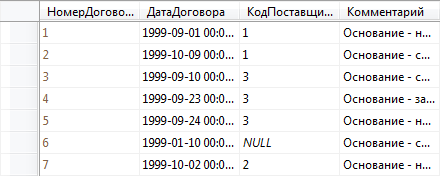 НомерДогово... ДатаДоговора КодПоставщи... Комментарий
1 1999-09-01 00:0... 1 Основание - н...
2 1999-10-09 00:0... 1 Основание - с...
3 1999-09-10 00:0... 3 Основание - с...
4 1999-09-23 00:0... 3 Основание - за...
5 1999-09-24 00:0... 3 Основание - н...
6 1999-01-10 00:0... NULL Основание - с...
7 1999-10-02 00:0... 2 Основание - н...